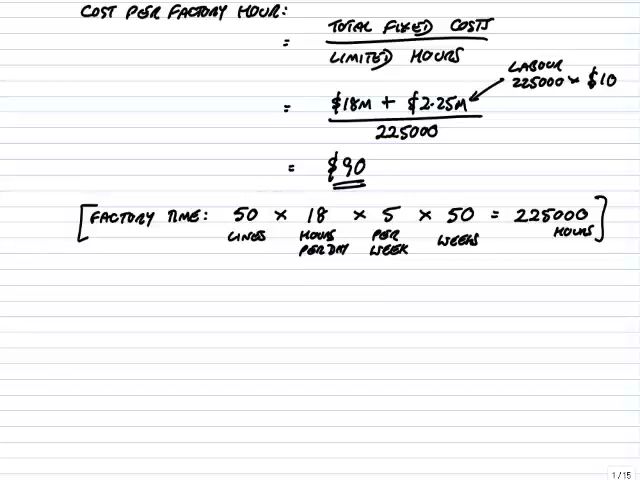 COST PER FACTORY HOUR:
= TOTAL FIXED COSTS
LIMITED HOURS
LABOUR
225000 × $10
= $18M + $2.25M
225000
= $90
[FACTORY TIME: 50 × 18 × 5 × 50 = 225000]
LINES HOURS PER WEEKS HOURS
PER DAY WEEK
1 / 15